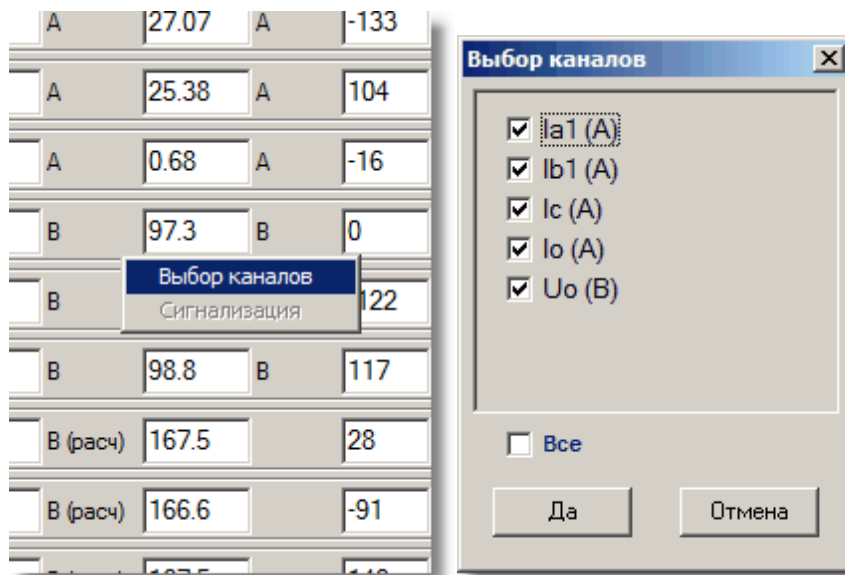 А 27.07 А -133
А 25.38 А 104
А 0.68 А -16
В 97.3 В 0
Выбор каналов
Сигнализация
В 122
В 98.8 В 117
В (расч) 167.5 28
В (расч) 166.6 -91
Выбор каналов
Ia1 (А)
Ib1 (А)
Ic (А)
Io (А)
Uo (В)
Все
Да Отмена